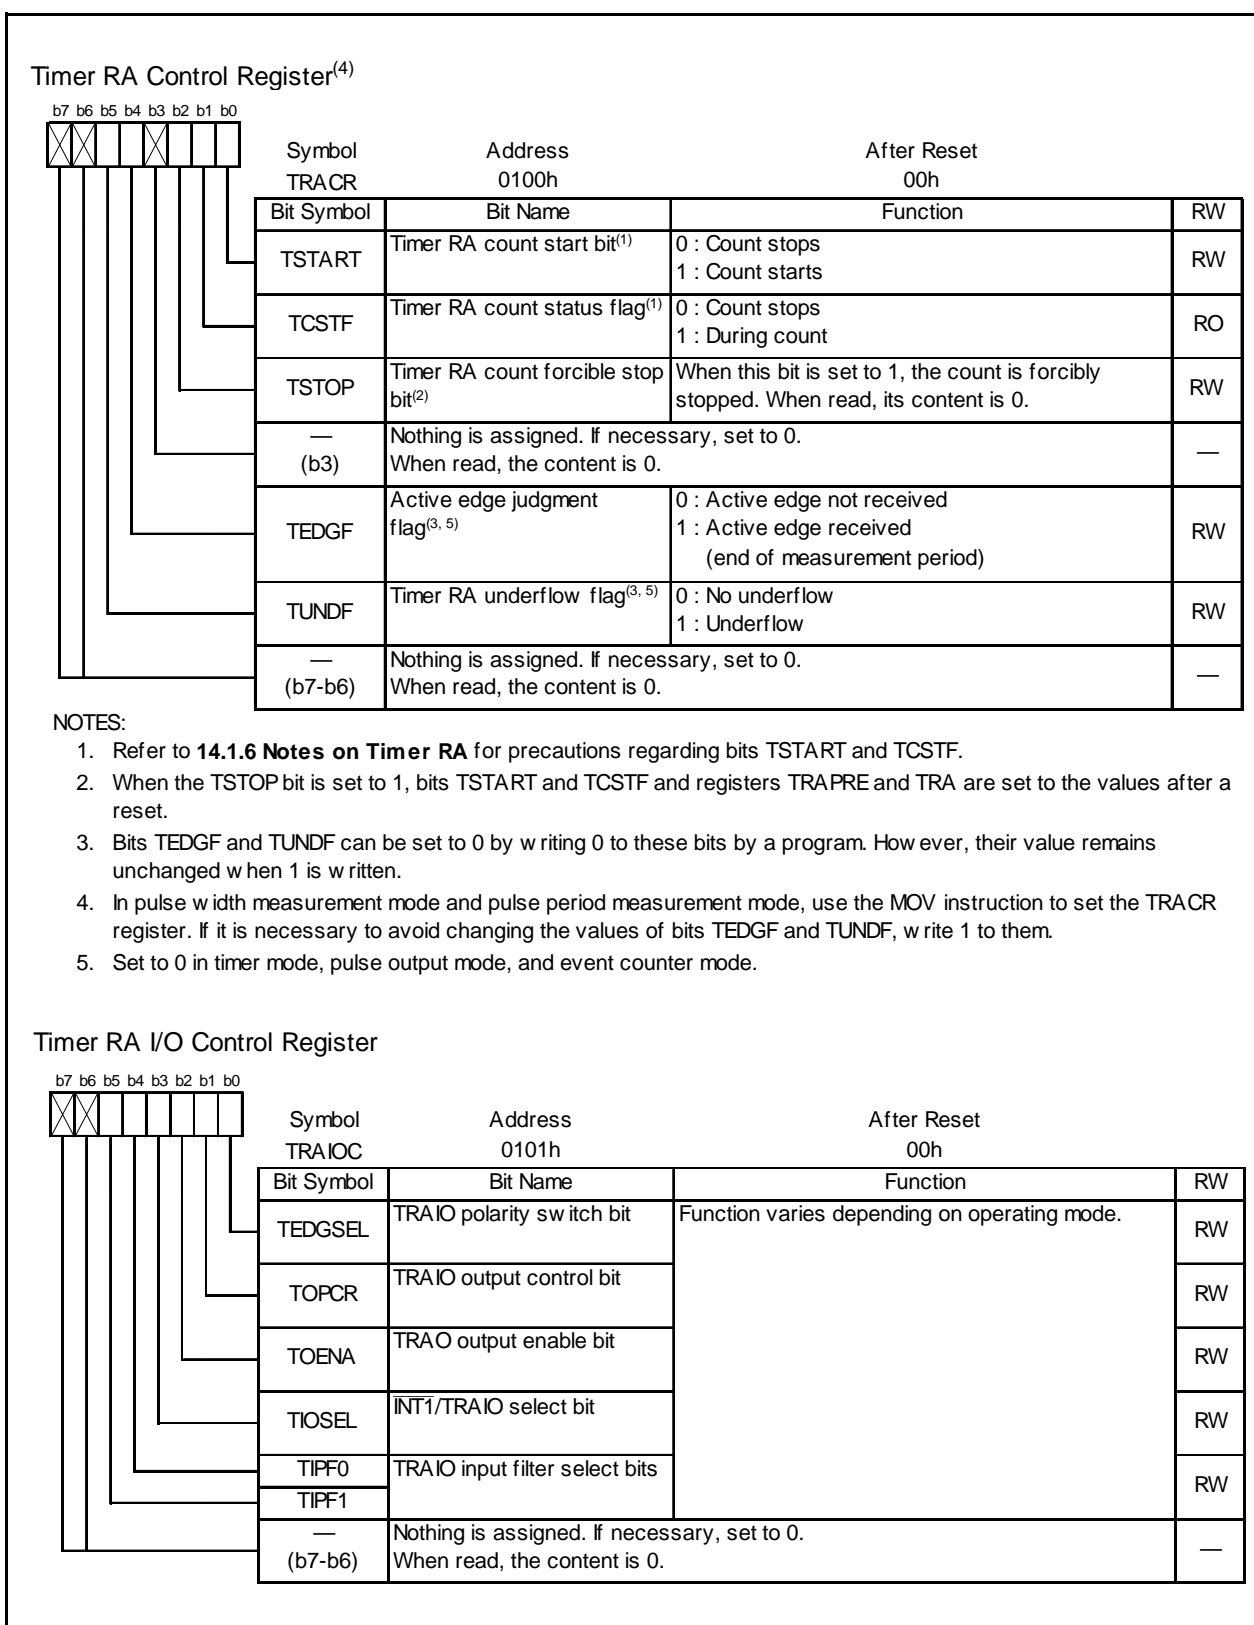 Timer RA Control Register(4)
b7 b6 b5 b4 b3 b2 b1 b0
Symbol Address After Reset
TRACR 0100h 00h
Bit Symbol Bit Name Function RW
TSTART Timer RA count start bit(1) 0 : Count stops
1 : Count starts RW
TCSTF Timer RA count status flag(1) 0 : Count stops
1 : During count RO
TSTOP Timer RA count forcible stop bit(2) When this bit is set to 1, the count is forcibly
stopped. When read, its content is 0. RW
— (b3) Nothing is assigned. If necessary, set to 0.
When read, the content is 0. —
TEDGF Active edge judgment flag(3, 5) 0 : Active edge not received
1 : Active edge received
(end of measurement period) RW
TUNDF Timer RA underflow flag(3, 5) 0 : No underflow
1 : Underflow RW
— (b7-b6) Nothing is assigned. If necessary, set to 0.
When read, the content is 0. —
NOTES:
1. Refer to 14.1.6 Notes on Timer RA for precautions regarding bits TSTART and TCSTF.
2. When the TSTOP bit is set to 1, bits TSTART and TCSTF and registers TRAPRE and TRA are set to the values after a
reset.
3. Bits TEDGF and TUNDF can be set to 0 by writing 0 to these bits by a program. However, their value remains
unchanged when 1 is written.
4. In pulse width measurement mode and pulse period measurement mode, use the MOV instruction to set the TRACR
register. If it is necessary to avoid changing the values of bits TEDGF and TUNDF, write 1 to them.
5. Set to 0 in timer mode, pulse output mode, and event counter mode.
Timer RA I/O Control Register
b7 b6 b5 b4 b3 b2 b1 b0
Symbol Address After Reset
TRAIOC 0101h 00h
Bit Symbol Bit Name Function RW
TEDGSEL TRAIO polarity switch bit Function varies depending on operating mode. RW
TOPCR TRAIO output control bit RW
TOENA TRAO output enable bit RW
TIOSEL INT1/TRAIO select bit RW
TIPF0 TRAIO input filter select bits RW
TIPF1
— (b7-b6) Nothing is assigned. If necessary, set to 0.
When read, the content is 0. —